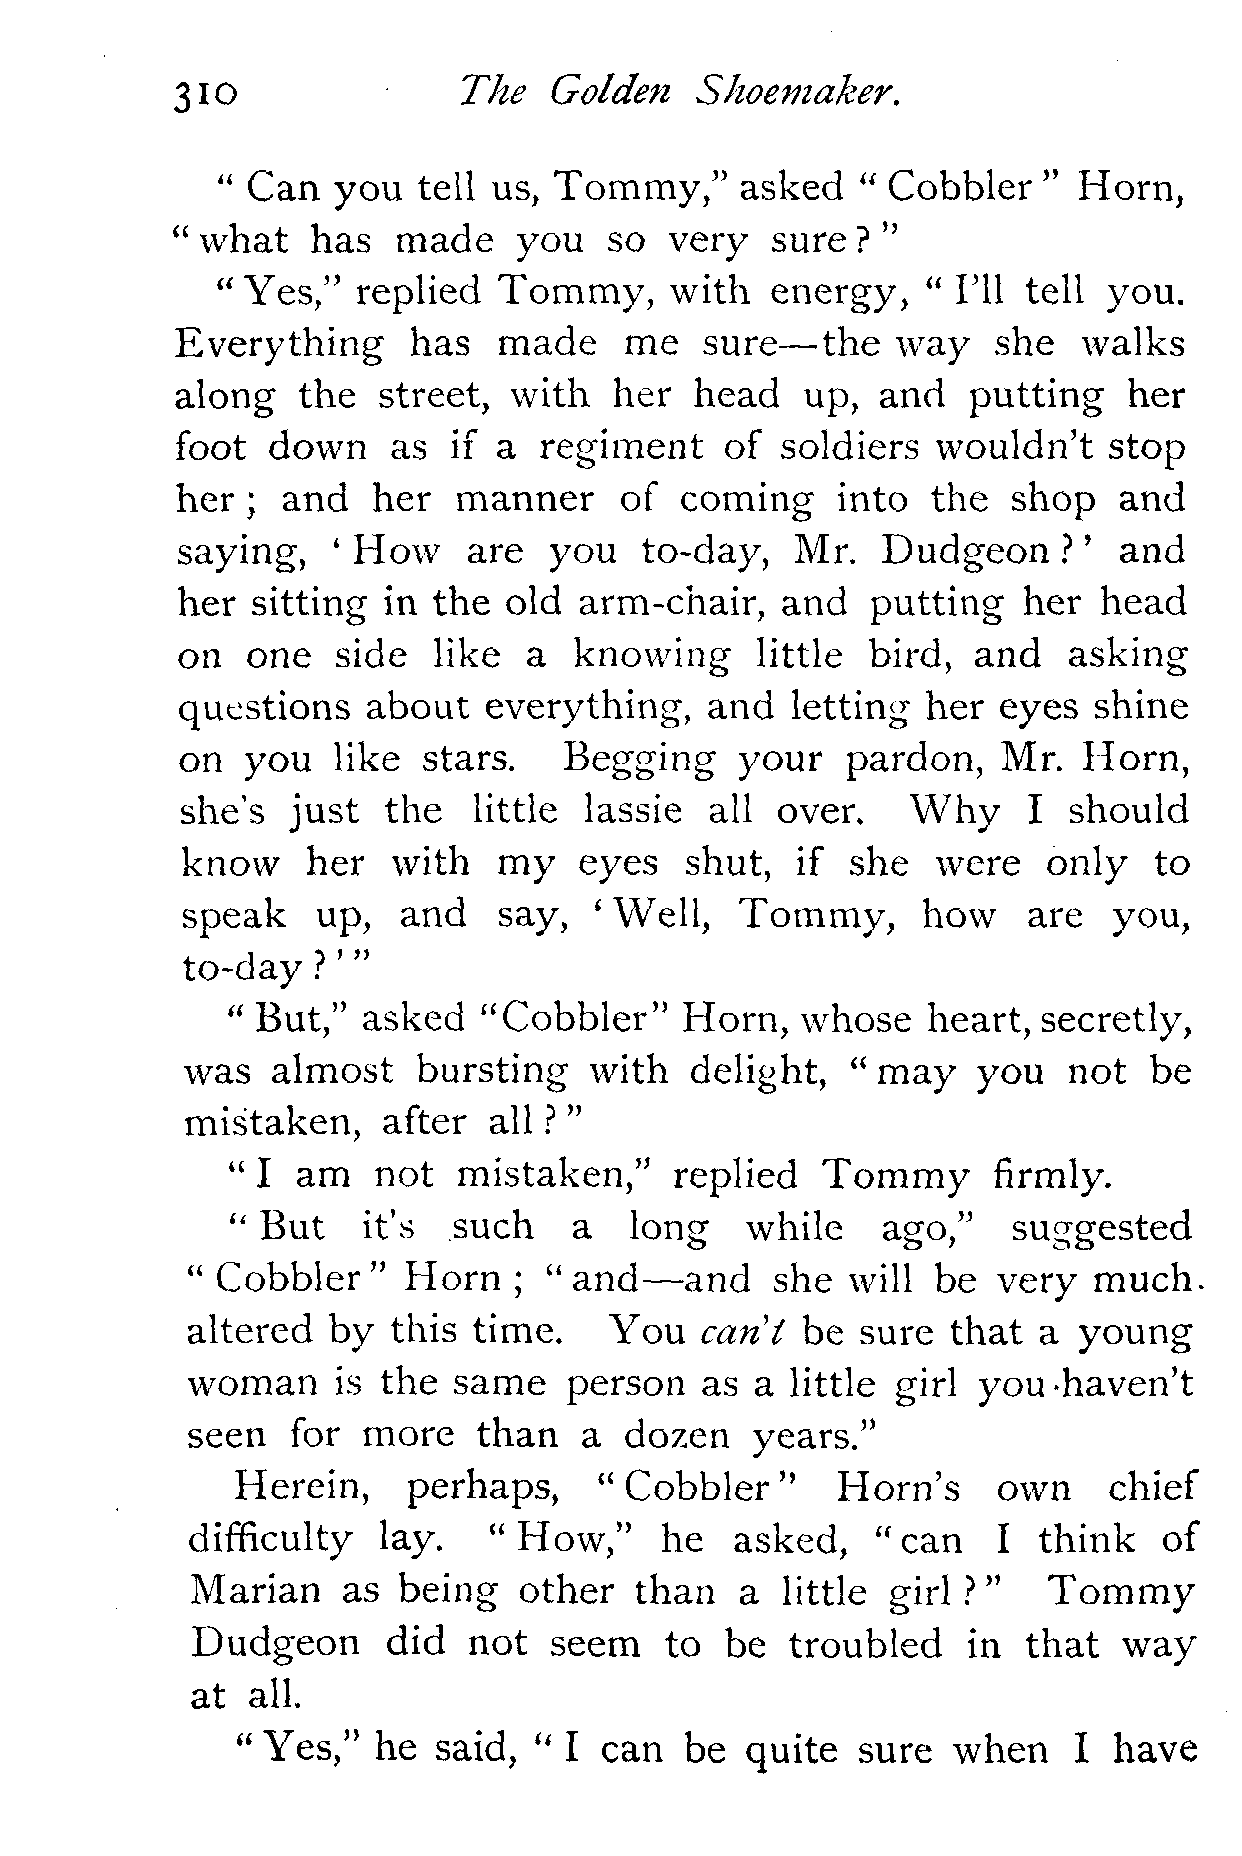 310 The Golden Shoemaker.
" Can you tell us, Tommy," asked " Cobbler " Horn,
" what has made you so very sure ? "
" Yes," replied Tommy, with energy, " I'll tell you.
Everything has made me sure—the way she walks
along the street, with her head up, and putting her
foot down as if a regiment of soldiers wouldn't stop
her ; and her manner of coming into the shop and
saying, ' How are you to-day, Mr. Dudgeon ? ' and
her sitting in the old arm-chair, and putting her head
on one side like a knowing little bird, and asking
questions about everything, and letting her eyes shine
on you like stars. Begging your pardon, Mr. Horn,
she's just the little lassie all over. Why I should
know her with my eyes shut, if she were only to
speak up, and say, ' Well, Tommy, how are you,
to-day ? ' "
" But," asked "Cobbler" Horn, whose heart, secretly,
was almost bursting with delight, " may you not be
mistaken, after all ? "
" I am not mistaken," replied Tommy firmly.
" But it's such a long while ago," suggested
" Cobbler " Horn ; " and—and she will be very much.
altered by this time. You can't be sure that a young
woman is the same person as a little girl you haven't
seen for more than a dozen years."
Herein, perhaps, " Cobbler " Horn's own chief
difficulty lay. " How," he asked, " can I think of
Marian as being other than a little girl ? " Tommy
Dudgeon did not seem to be troubled in that way
at all.
" Yes," he said, " I can be quite sure when I have